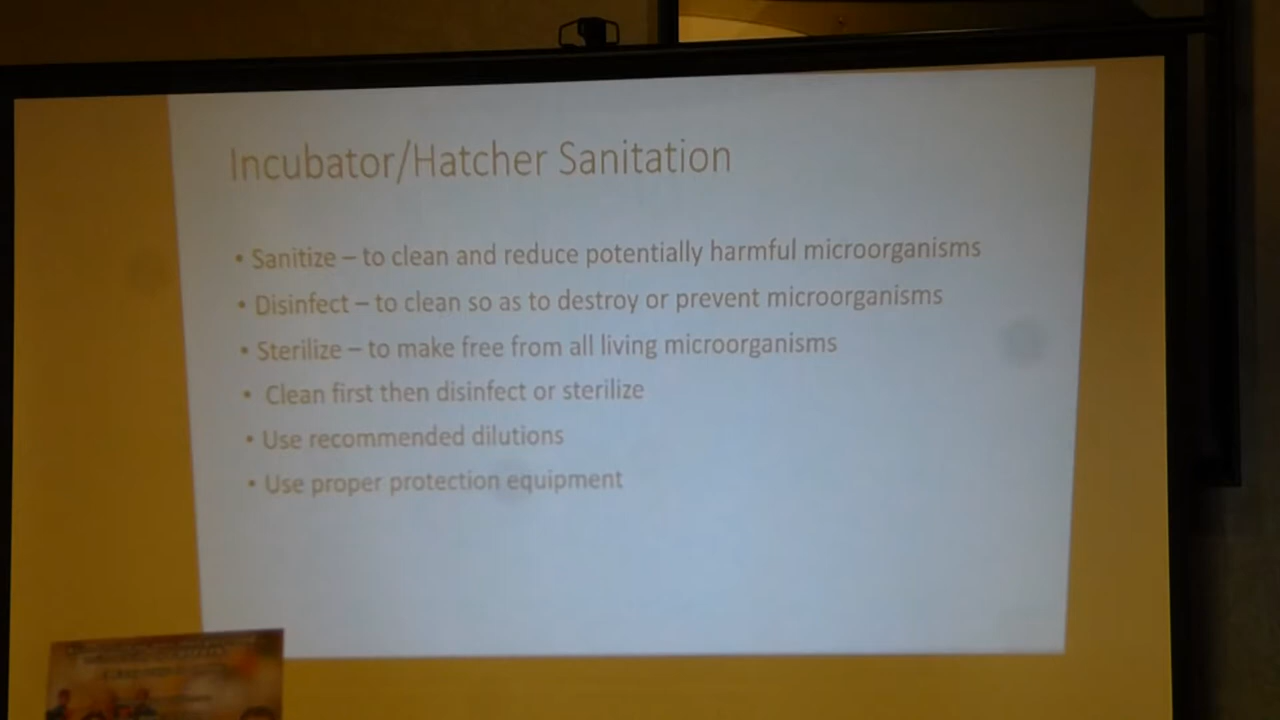 Incubator/Hatcher Sanitation
• Sanitize – to clean and reduce potentially harmful microorganisms
• Disinfect – to clean so as to destroy or prevent microorganisms
• Sterilize – to make free from all living microorganisms
• Clean first then disinfect or sterilize
• Use recommended dilutions
• Use proper protection equipment